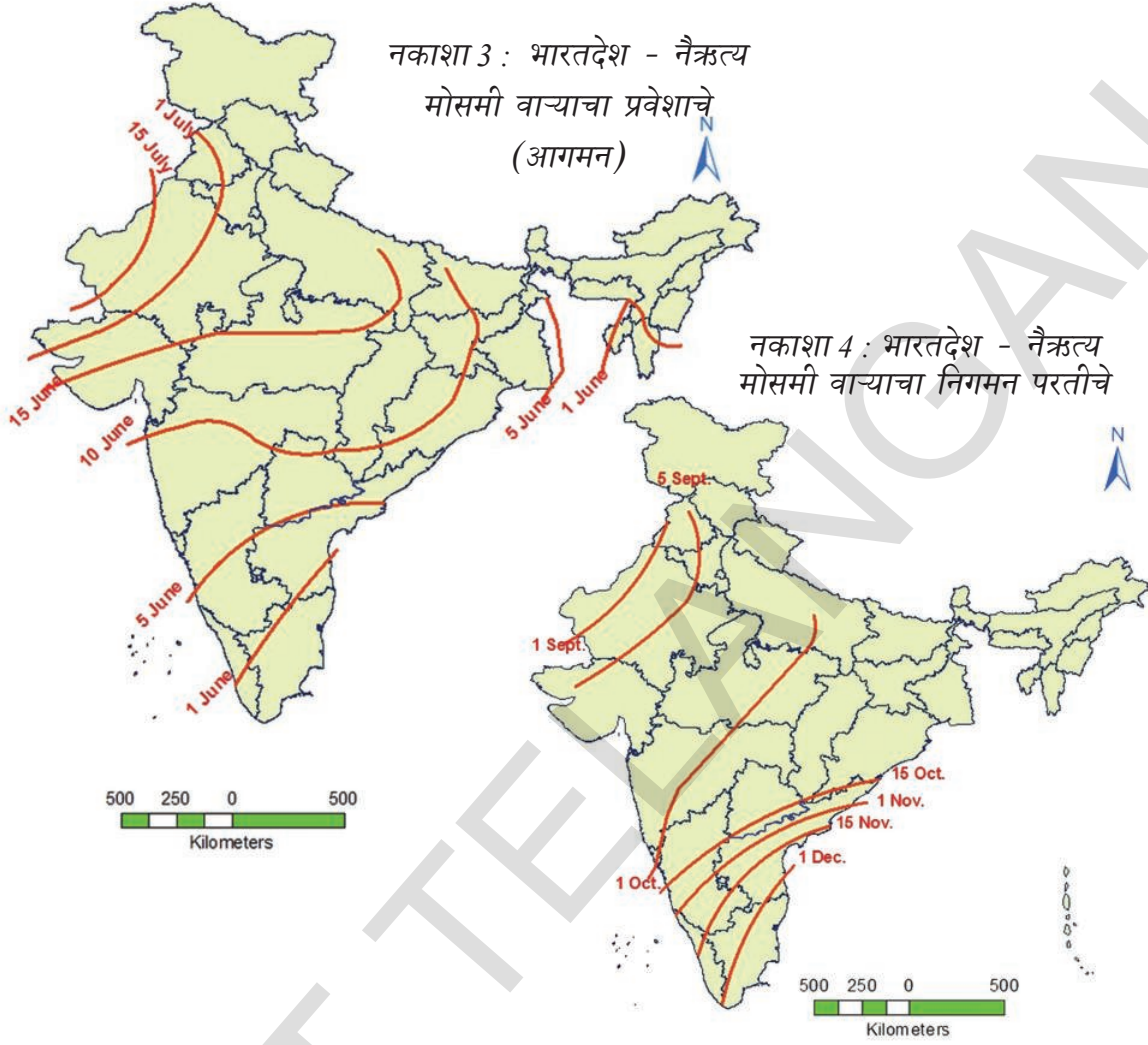 नकाशा 3 : भारतदेश - नैऋत्य
मोसमी वाऱ्याचा प्रवेशाचे
(आगमन)
N
1 July
15 July
15 June
10 June
5 June
1 June
5 June
1 June
500 250 0 500
Kilometers
नकाशा 4 : भारतदेश - नैऋत्य
मोसमी वाऱ्याचा निगमन परतीचे
N
5 Sept.
1 Sept.
15 Oct.
1 Nov.
15 Nov.
1 Dec.
1 Oct.
500 250 0 500
Kilometers
T TELANGAN